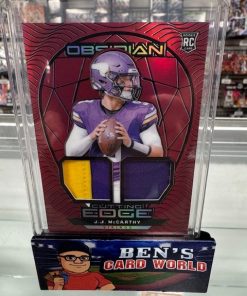 OBSIDIAN
RC
CUTTING
EDGE
J.J. McCARTHY
VIKINGS
BEN'S
CARD WORLD